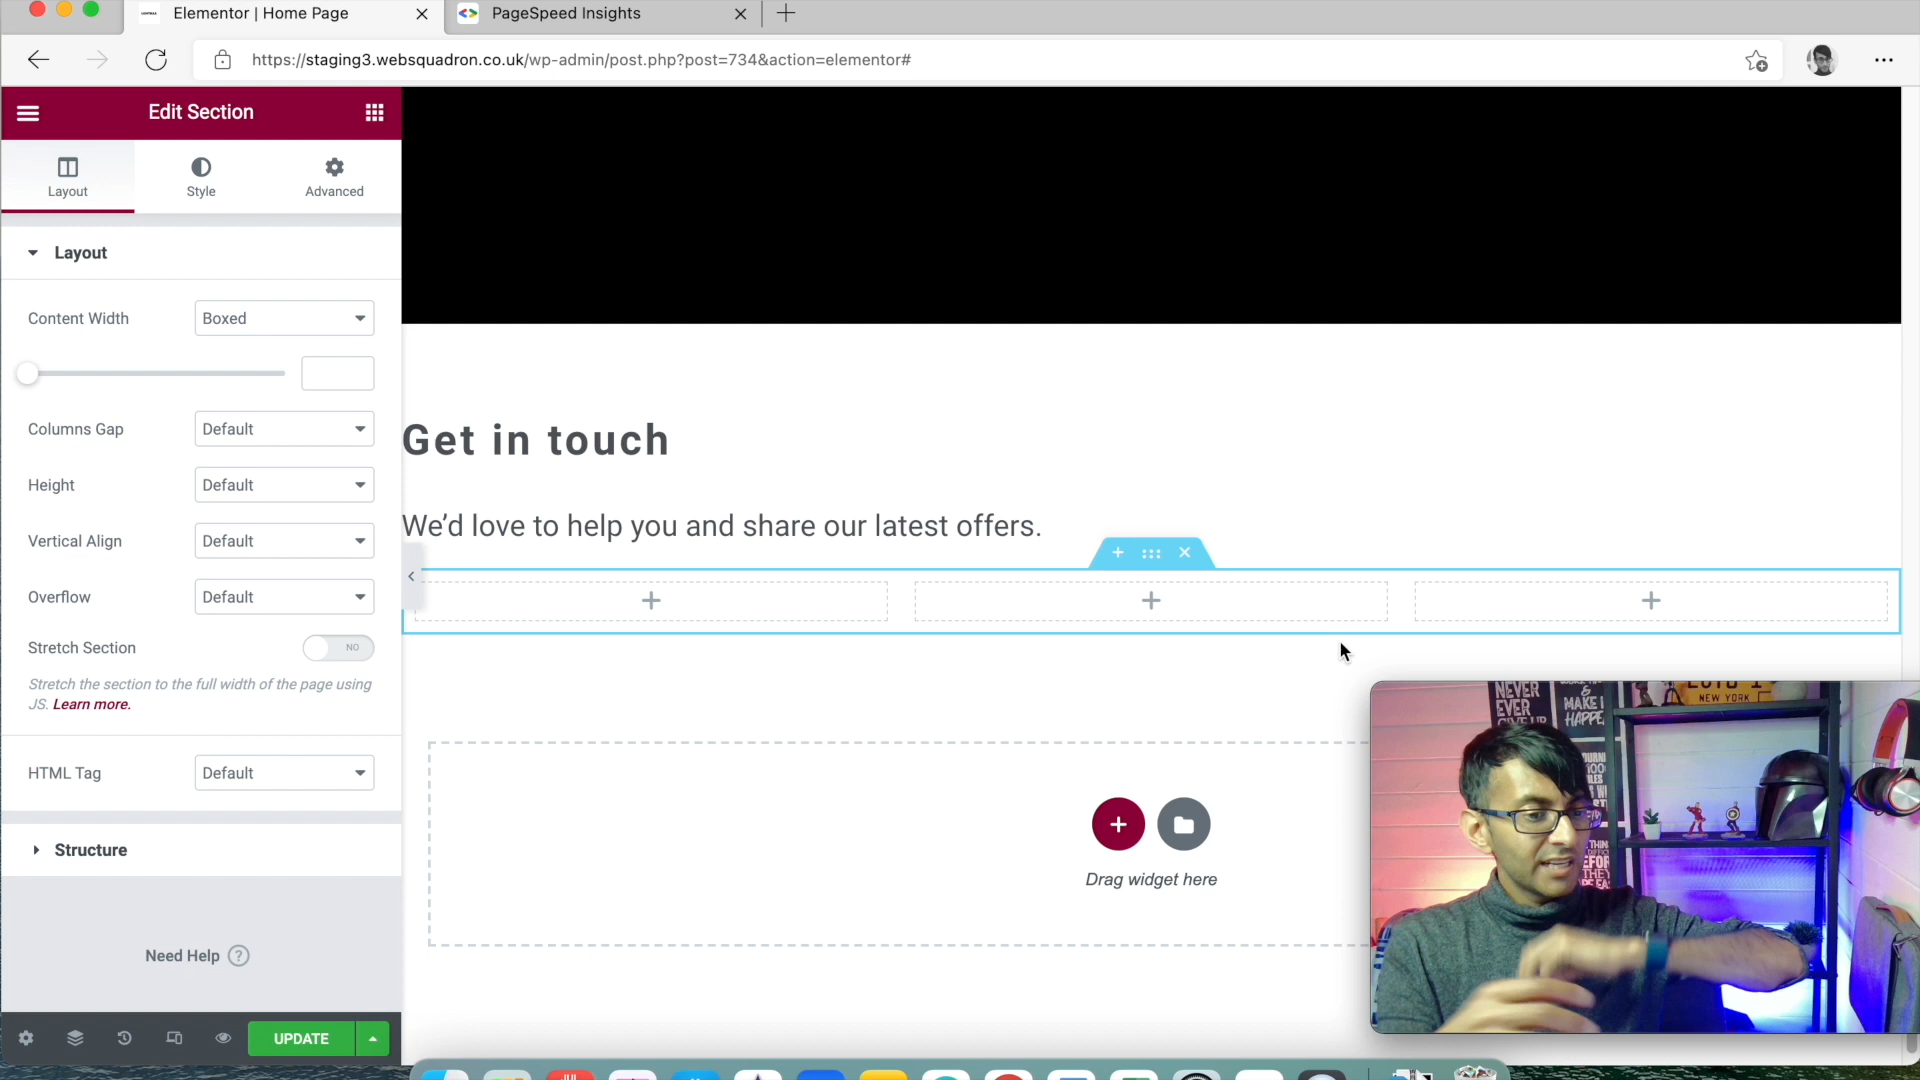 Elementor | Home Page
PageSpeed Insights
https://staging3.websquadron.co.uk/wp-admin/post.php?post=734&action=elementor#
Edit Section
Layout
Style
Advanced
Layout
Content Width
Boxed
Columns Gap
Default
Height
Default
Vertical Align
Default
Overflow
Default
Stretch Section
NO
Stretch the section to the full width of the page using
JS. Learn more.
HTML Tag
Default
Structure
Need Help ?
UPDATE
Get in touch
We’d love to help you and share our latest offers.
Drag widget here
NEVER
EVER
GIVE UP
&
MAKE
HAPPE
NEW YORK